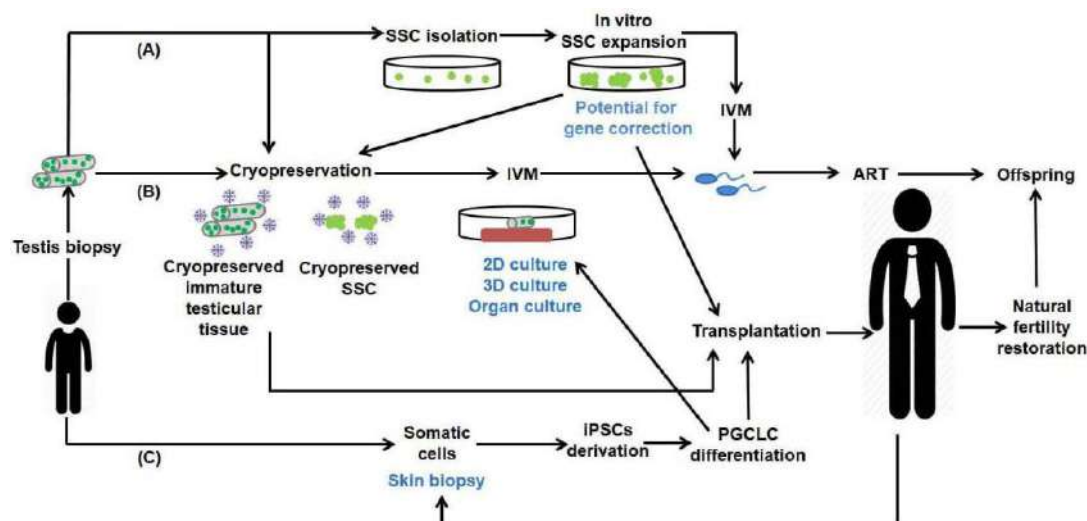 (A)
SSC isolation
In vitro
SSC expansion
Potential for
gene correction
IVM
(B)
Cryopreservation
IVM
ART
Offspring
Testis biopsy
Cryopreserved
immature
testicular
tissue
Cryopreserved
SSC
2D culture
3D culture
Organ culture
Transplantation
Natural
fertility
restoration
(C)
Somatic
cells
Skin biopsy
iPSCs
derivation
PGCLC
differentiation